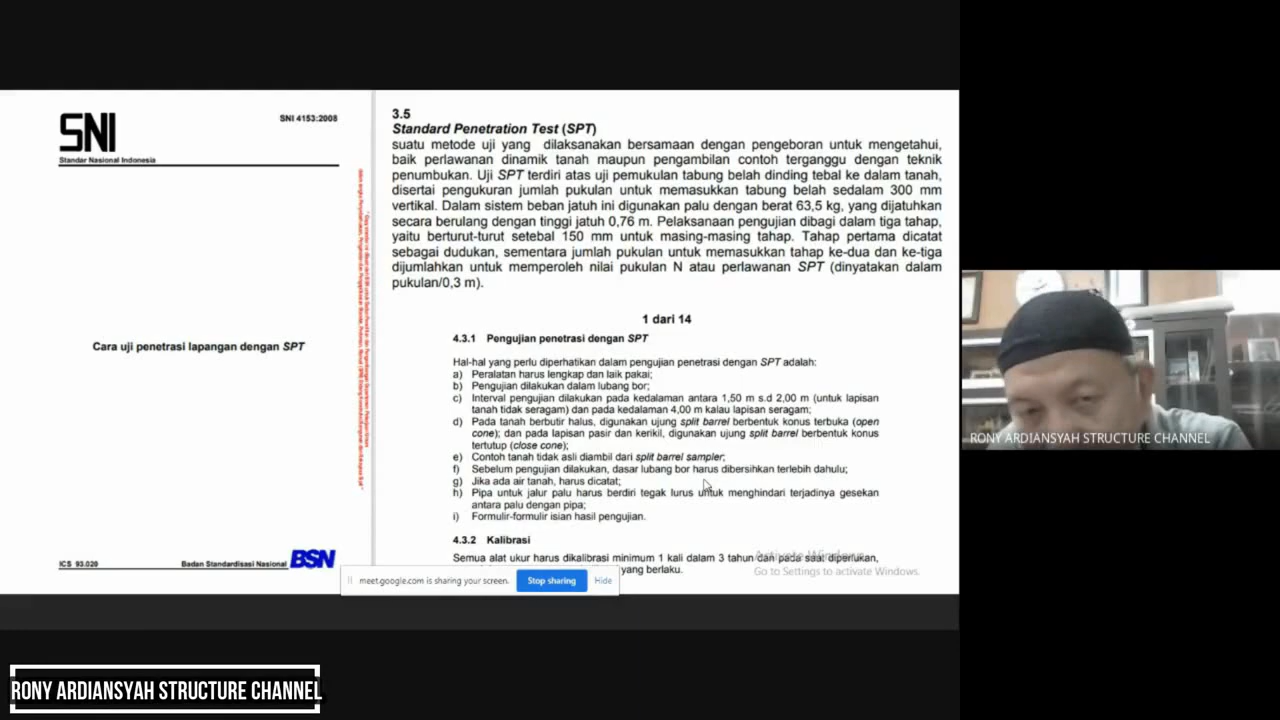 SNI
SNI 4153:2008
Standar Nasional Indonesia
Cara uji penetrasi lapangan dengan SPT
ICS 93.020
Badan Standardisasi Nasional
BSN
3.5
Standard Penetration Test (SPT)
suatu metode uji yang dilaksanakan bersamaan dengan pengeboran untuk mengetahui,
baik perlawanan dinamik tanah maupun pengambilan contoh terganggu dengan teknik
penumbukan. Uji SPT terdiri atas uji pemukulan tabung belah dinding tebal ke dalam tanah,
disertai pengukuran jumlah pukulan untuk memasukkan tabung belah sedalam 300 mm
vertikal. Dalam sistem beban jatuh ini digunakan palu dengan berat 63,5 kg, yang dijatuhkan
secara berulang dengan tinggi jatuh 0,76 m. Pelaksanaan pengujian dibagi dalam tiga tahap,
yaitu berturut-turut setebal 150 mm untuk masing-masing tahap. Tahap pertama dicatat
sebagai dudukan, sementara jumlah pukulan untuk memasukkan tahap ke-dua dan ke-tiga
dijumlahkan untuk memperoleh nilai pukulan N atau perlawanan SPT (dinyatakan dalam
pukulan/0,3 m).
1 dari 14
4.3.1 Pengujian penetrasi dengan SPT
Hal-hal yang perlu diperhatikan dalam pengujian penetrasi dengan SPT adalah:
a) Peralatan harus lengkap dan laik pakai;
b) Pengujian dilakukan dalam lubang bor;
c) Interval pengujian dilakukan pada kedalaman antara 1,50 m s.d 2,00 m (untuk lapisan
tanah tidak seragam) dan pada kedalaman 4,00 m kalau lapisan seragam;
d) Pada tanah berbutir halus, digunakan ujung split barrel berbentuk konus terbuka (open
cone); dan pada lapisan pasir dan kerikil, digunakan ujung split barrel berbentuk konus
tertutup (close cone);
e) Contoh tanah tidak asli diambil dari split barrel sampler;
f) Sebelum pengujian dilakukan, dasar lubang bor harus dibersihkan terlebih dahulu;
g) Jika ada air tanah, harus dicatat;
h) Pipa untuk jalur palu harus berdiri tegak lurus untuk menghindari terjadinya gesekan
antara palu dengan pipa;
i) Formulir-formulir isian hasil pengujian.
4.3.2 Kalibrasi
Semua alat ukur harus dikalibrasi minimum 1 kali dalam 3 tahun dan pada saat diperlukan,
yang berlaku.
Activate Windows
Go to Settings to activate Windows.
meet.google.com is sharing your screen.
Stop sharing
Hide
RONY ARDIANSYAH STRUCTURE CHANNEL
RONY ARDIANSYAH STRUCTURE CHANNEL